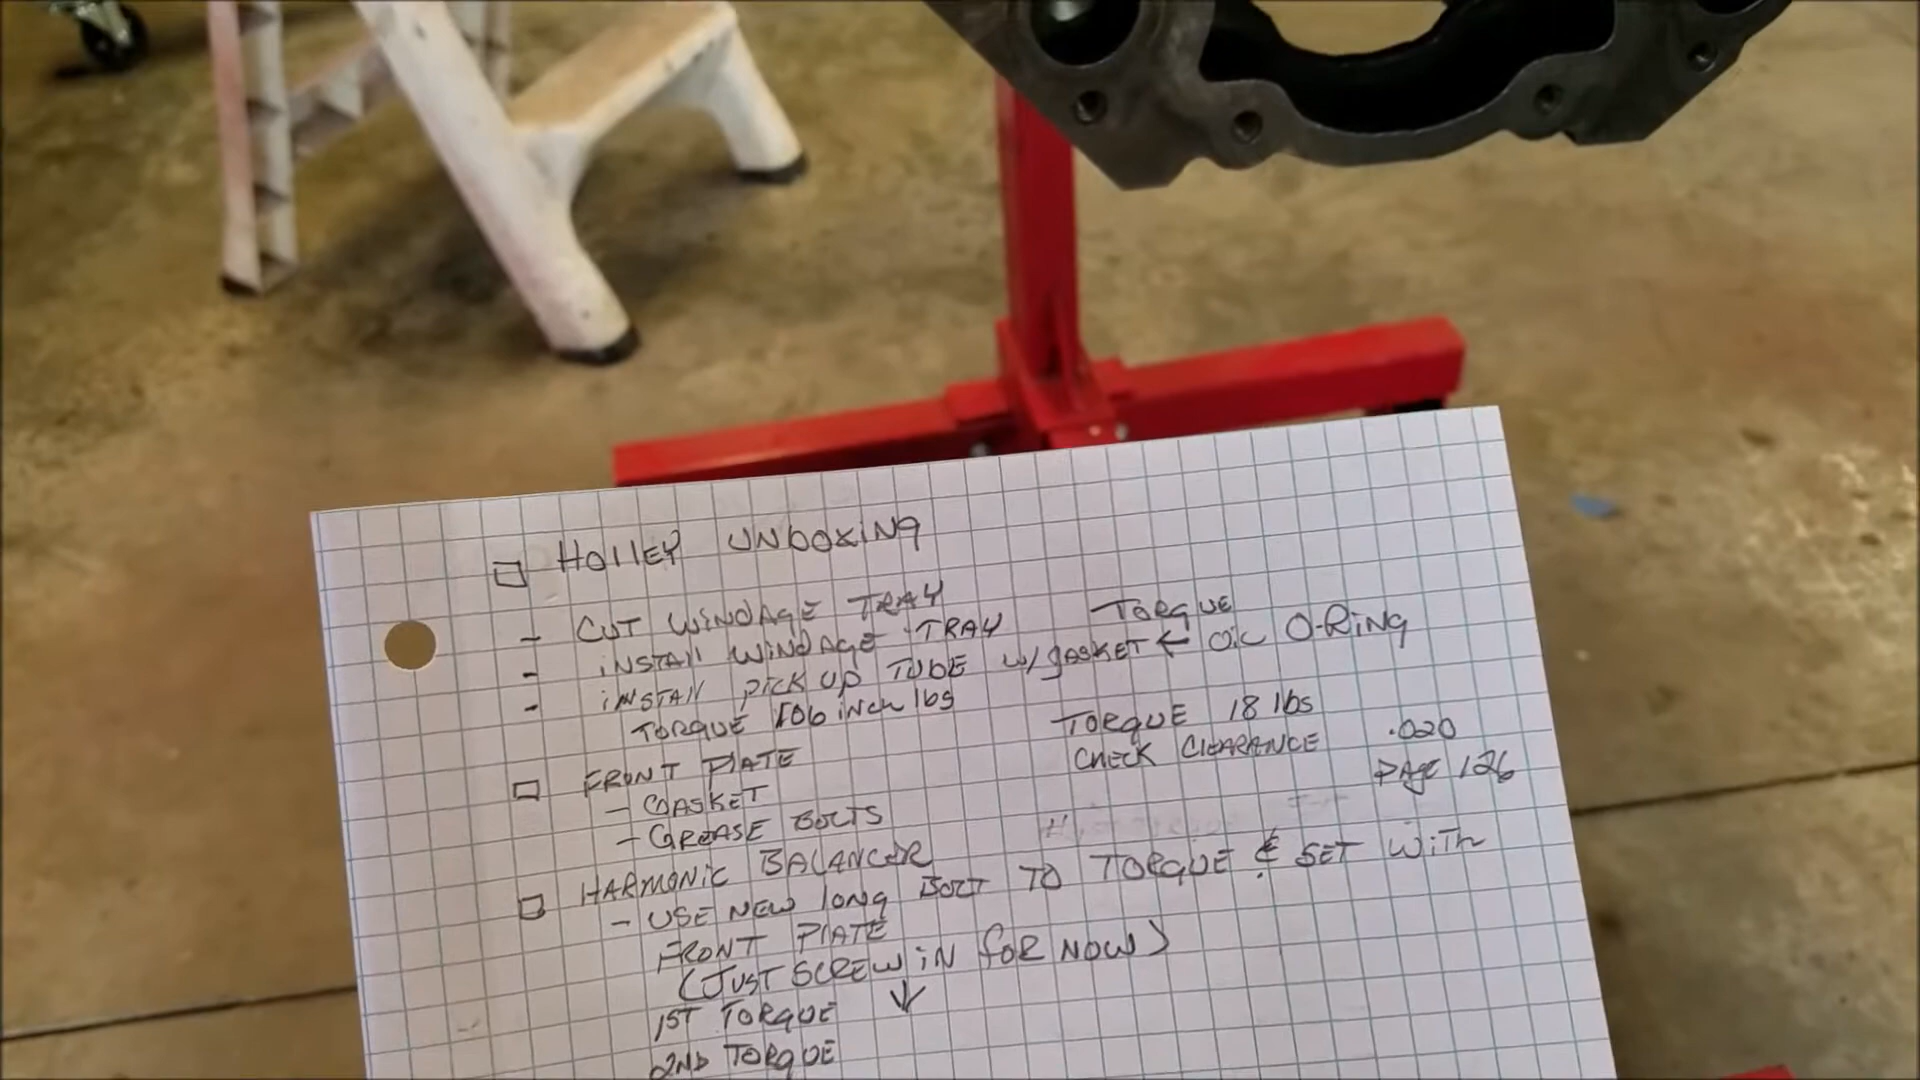 □ HOllEY UNbOXiNg
- CUT WiNDAgE TRAY
- iNSTAll WiNDAgE TRAY TORqUE
- iNSTAll PiCK UP TUbE w/ gASKET ← OiL O-RiNg
TORqUE 106 iNCH lbS
TORqUE 18 lbS
CHECK ClEARANCE .020
PAgE 126
□ FRONT PlATE
- GASKET
- GREASE BOLTS
□ HARMONiC BAlANCER
- USE NEW lONg BOLT TO TORqUE & SET WiTH
FRONT PlATE
(JUST SCREW iN fOR NOW)
1ST TORqUE ↓
2ND TORqUE